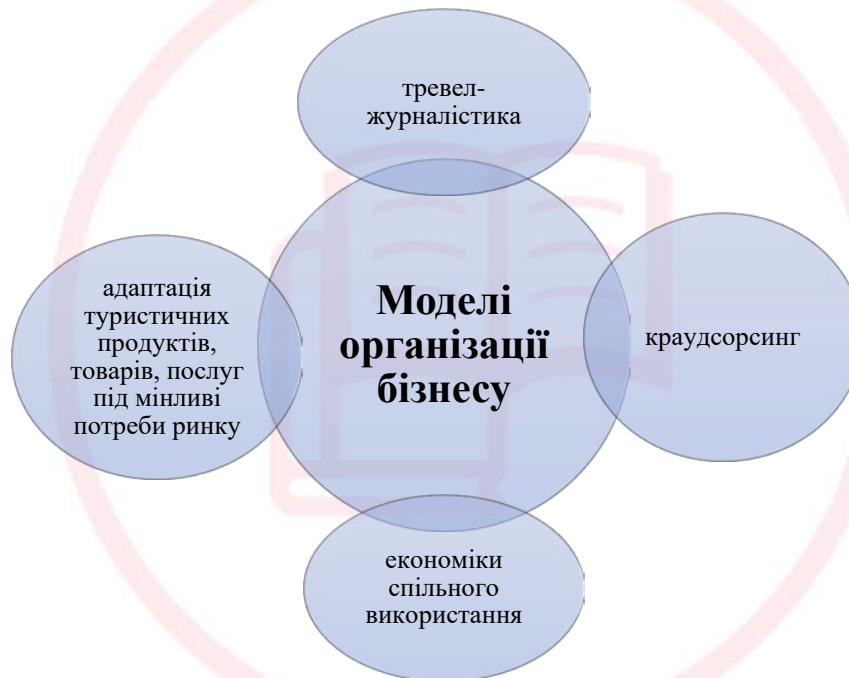 тревел-
журналістика
адаптація
туристичних
продуктів,
товарів, послуг
під мінливі
потреби ринку
Моделі
організації
бізнесу
краудсорсинг
економіки
спільного
використання